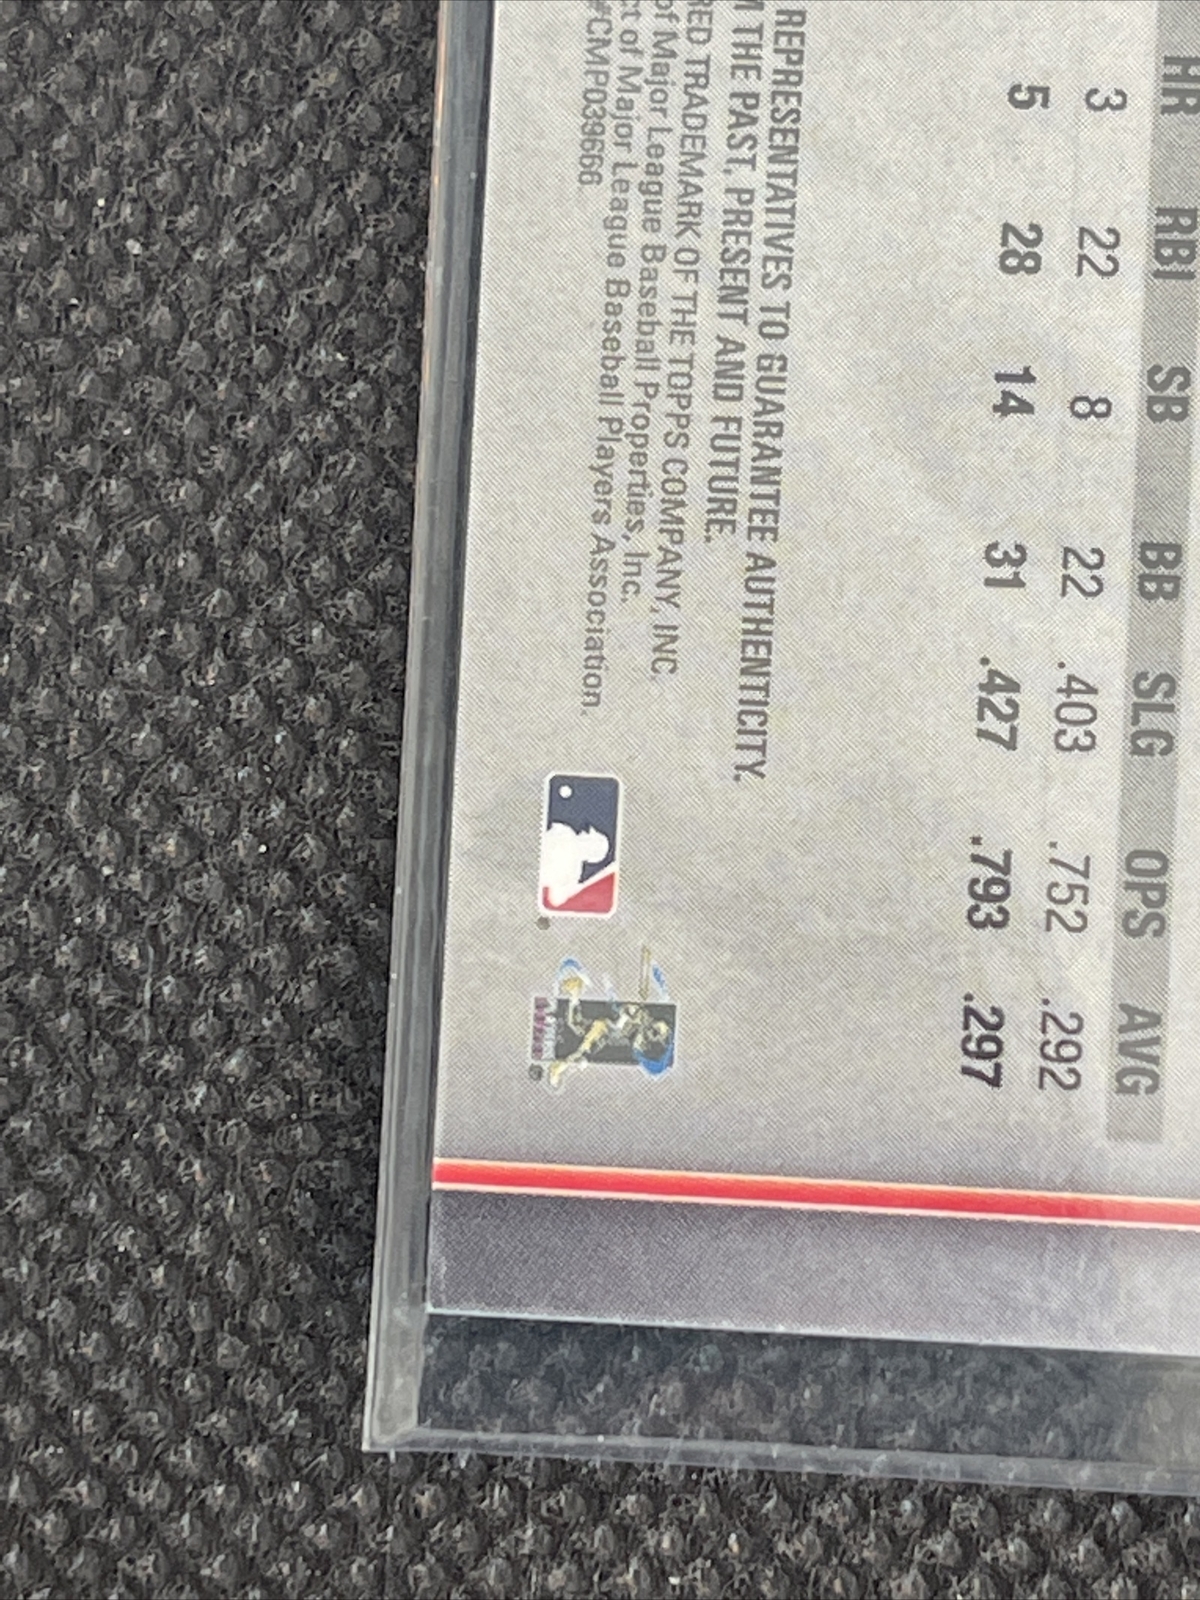 HR RBI SB BB SLG OPS AVG
3 22 8 22 .403 .752 .292
5 28 14 31 .427 .793 .297
REPRESENTATIVES TO GUARANTEE AUTHENTICITY.
THE PAST, PRESENT AND FUTURE.
RED TRADEMARK OF THE TOPPS COMPANY, INC.
of Major League Baseball Properties, Inc.
ct of Major League Baseball Players Association.
#CMP039666.